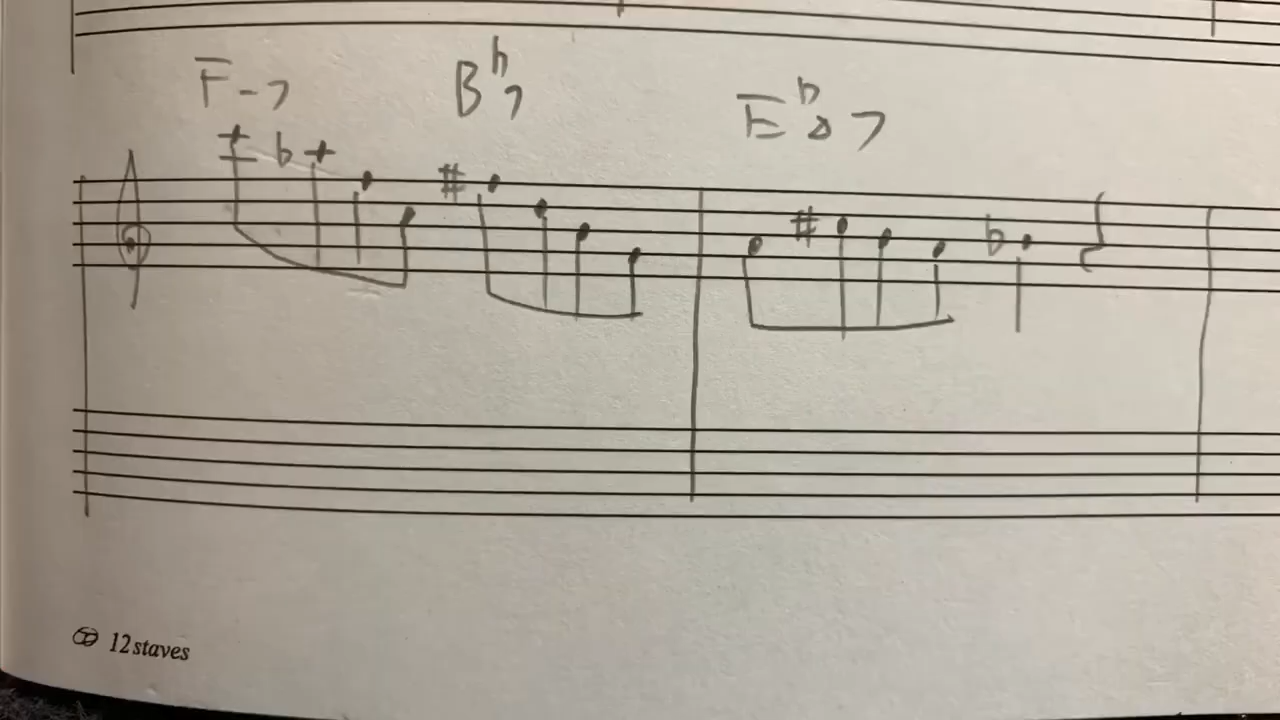 F-7 B♭7 E♭Δ7
12 staves